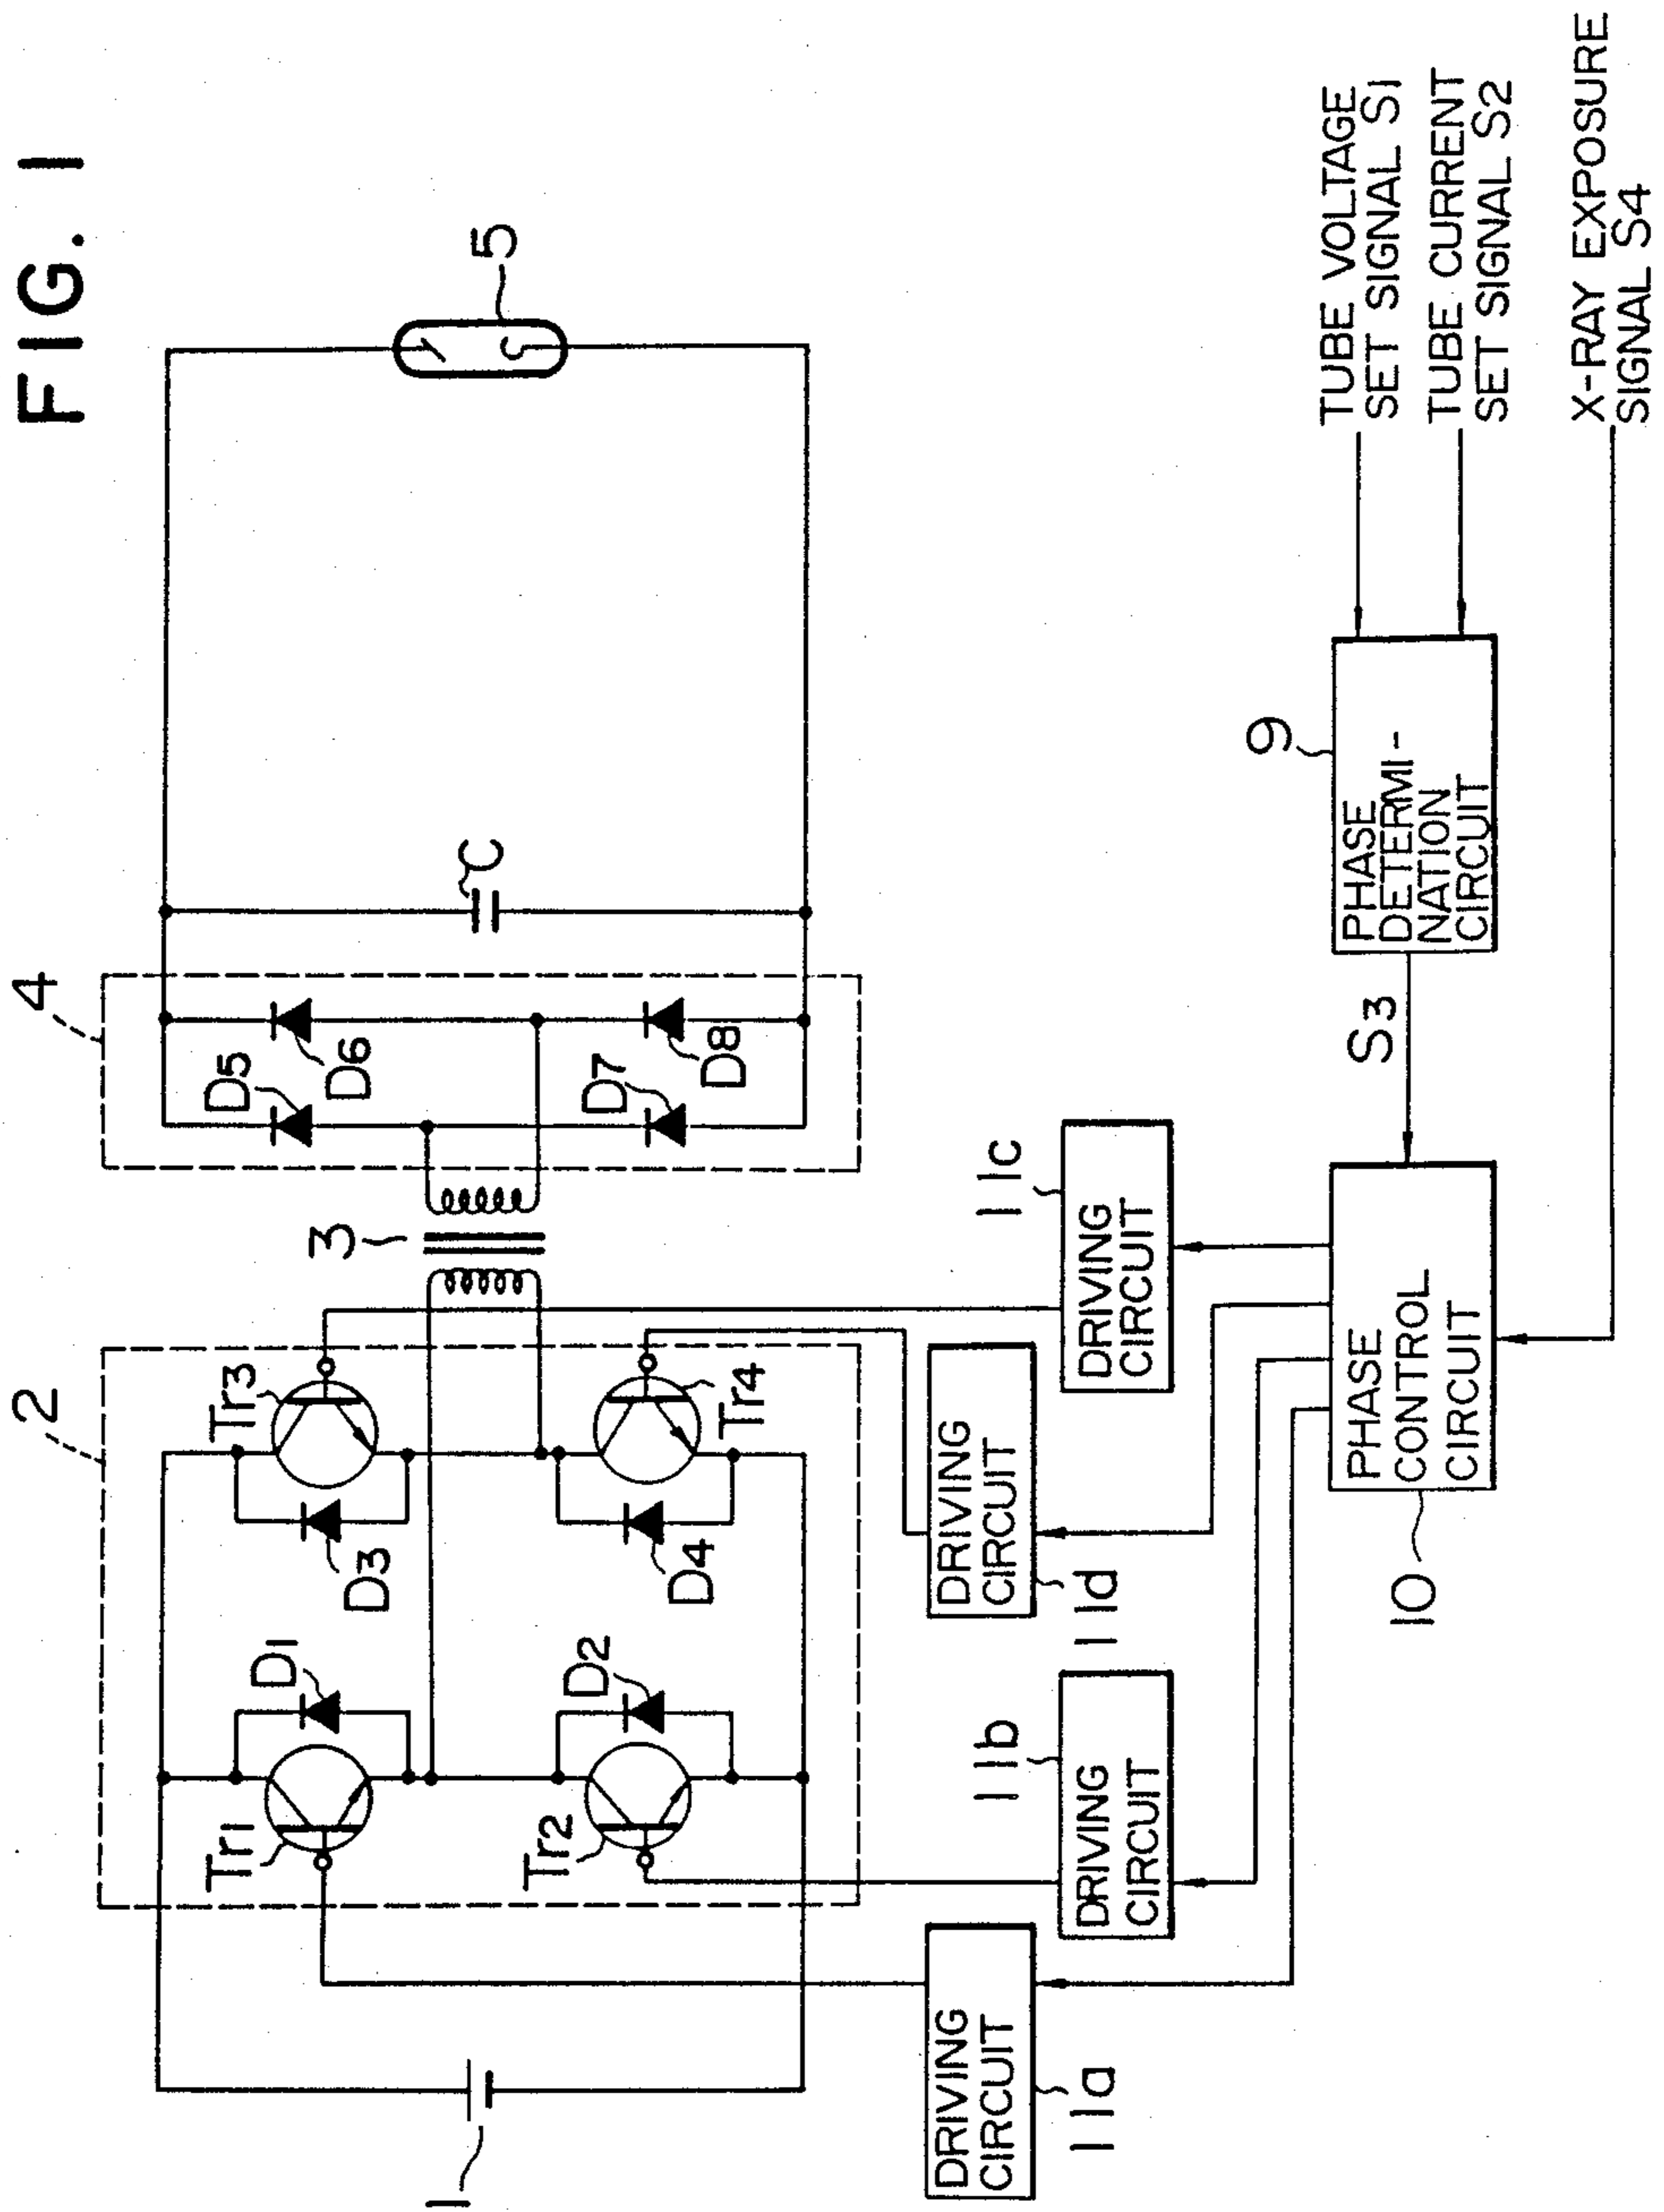 FIG. 1
2
4
Tr1
D1
D3
Tr3
D5
D6
3
5
1
Tr2
D2
D4
Tr4
D7
D8
C
DRIVING
CIRCUIT
11a
DRIVING
CIRCUIT
11b
DRIVING
CIRCUIT
11d
DRIVING
CIRCUIT
11c
PHASE
CONTROL
CIRCUIT
10
S3
PHASE
DETERMI-
NATION
CIRCUIT
9
TUBE VOLTAGE
SET SIGNAL S1
TUBE CURRENT
SET SIGNAL S2
X-RAY EXPOSURE
SIGNAL S4